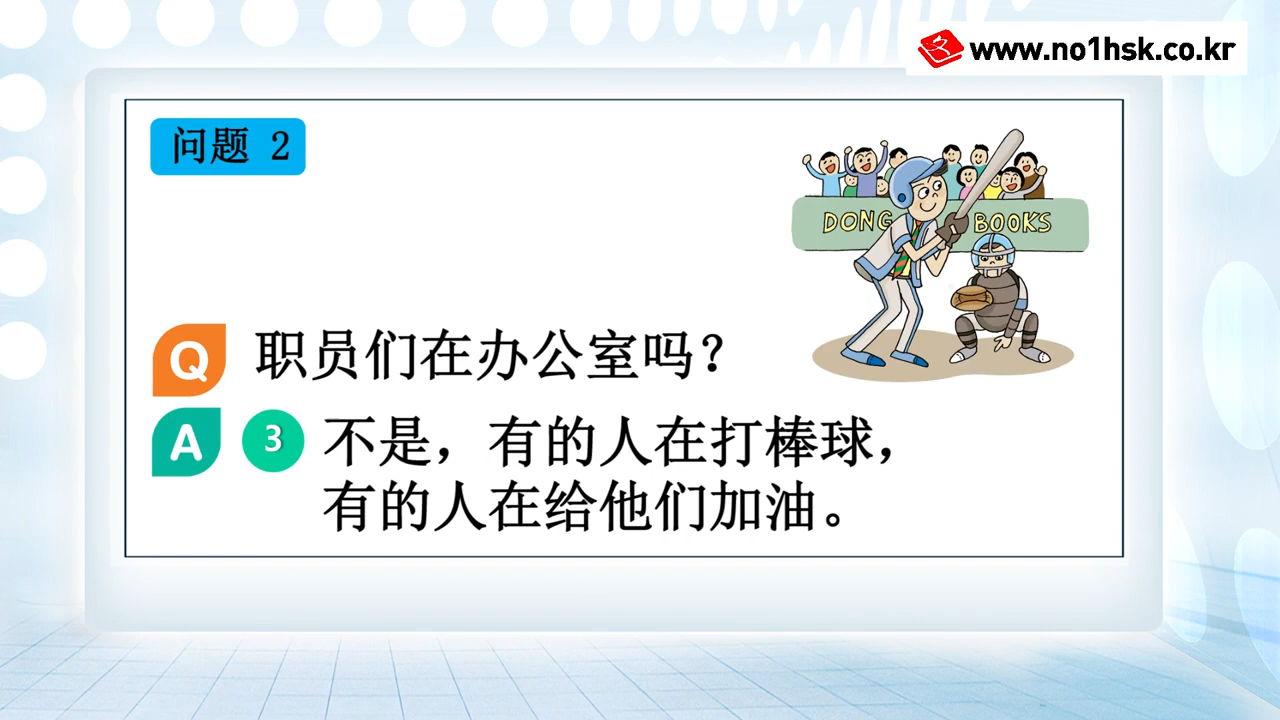 www.no1hsk.co.kr
问题 2
DONG BOOKS
Q 职员们在办公室吗？
A 3 不是，有的人在打棒球，
有的人在给他们加油。